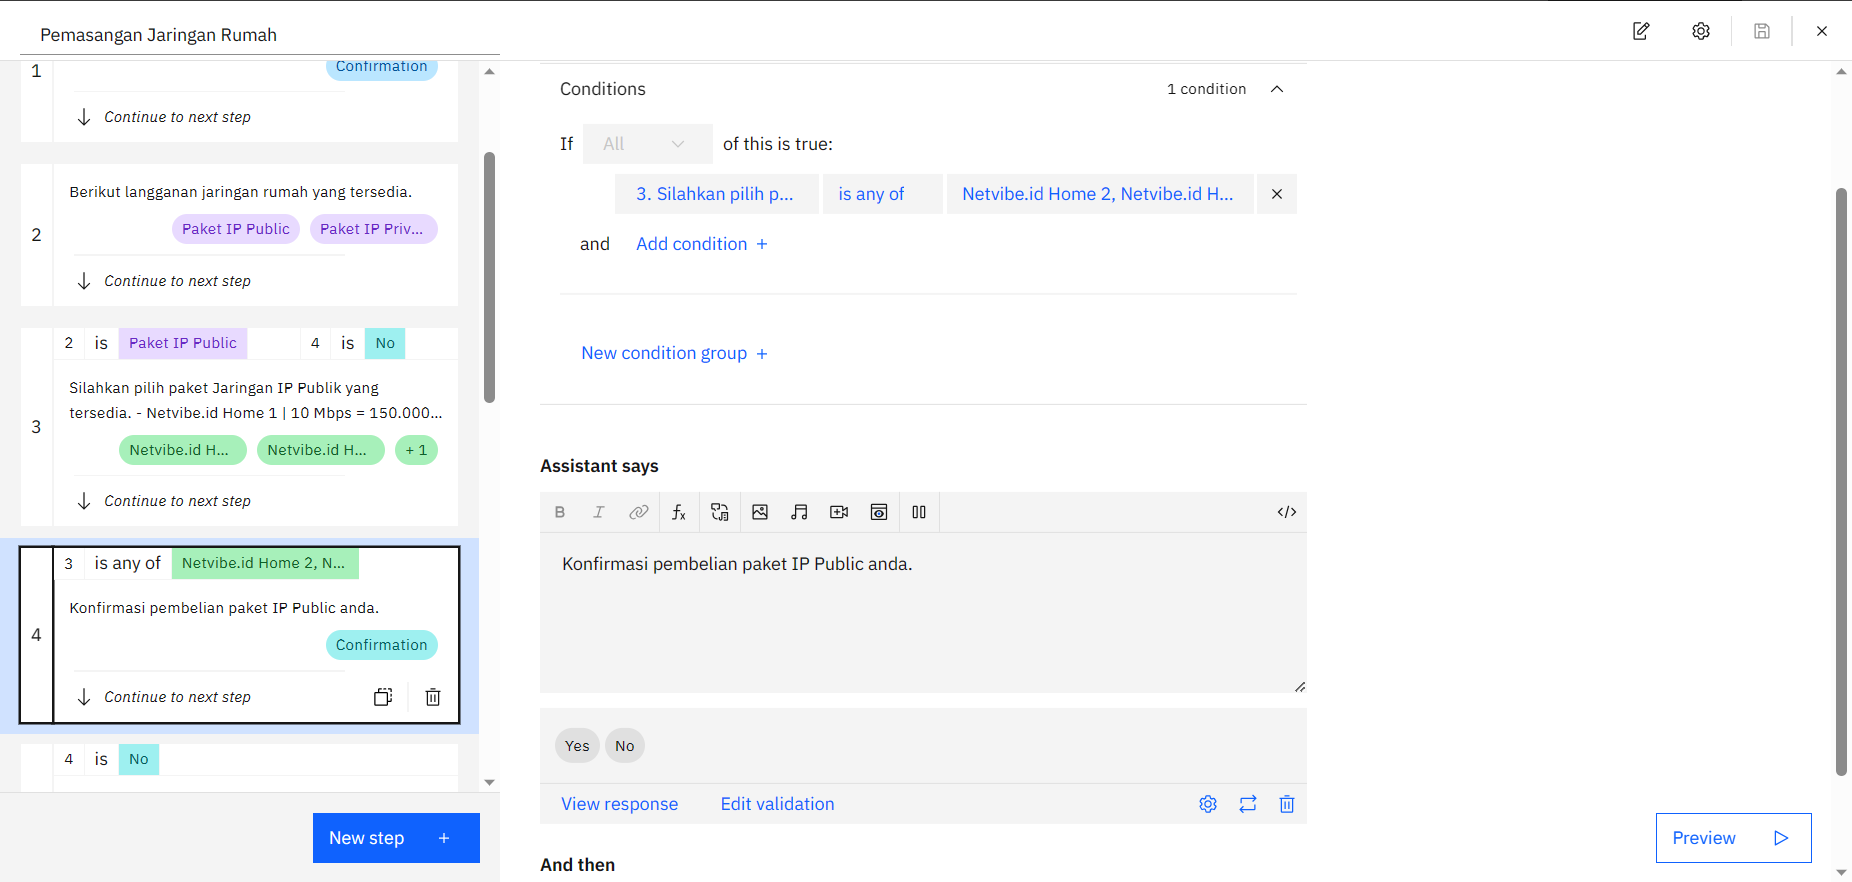 Pemasangan Jaringan Rumah
1
Confirmation
Continue to next step
2
Berikut langganan jaringan rumah yang tersedia.
Paket IP Public
Paket IP Priv...
Continue to next step
3
2 is Paket IP Public 4 is No
Silahkan pilih paket Jaringan IP Publik yang
tersedia. - Netvibe.id Home 1 | 10 Mbps = 150.000...
Netvibe.id H...
Netvibe.id H...
+ 1
Continue to next step
4
3 is any of Netvibe.id Home 2, N...
Konfirmasi pembelian paket IP Public anda.
Confirmation
Continue to next step
4 is No
New step +
Conditions
1 condition
If All of this is true:
3. Silahkan pilih p... is any of Netvibe.id Home 2, Netvibe.id H...
and Add condition +
New condition group +
Assistant says
B I fx </>
Konfirmasi pembelian paket IP Public anda.
Yes No
View response Edit validation
And then
Preview